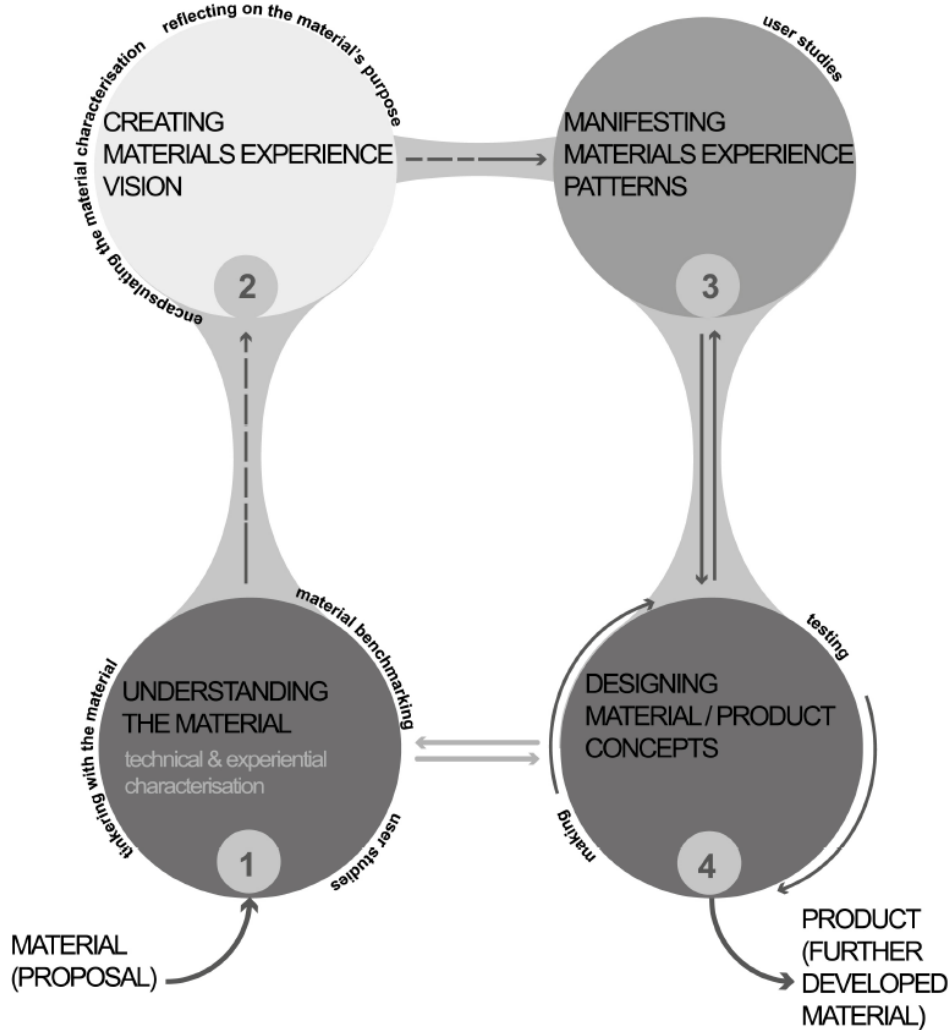 reflecting on the material's purpose
encapsulating the material characterisation
CREATING
MATERIALS EXPERIENCE
VISION
2
user studies
MANIFESTING
MATERIALS EXPERIENCE
PATTERNS
3
tinkering with the material
material benchmarking
user studies
UNDERSTANDING
THE MATERIAL
technical & experiential
characterisation
1
testing
making
DESIGNING
MATERIAL / PRODUCT
CONCEPTS
4
MATERIAL
(PROPOSAL)
PRODUCT
(FURTHER
DEVELOPED
MATERIAL)